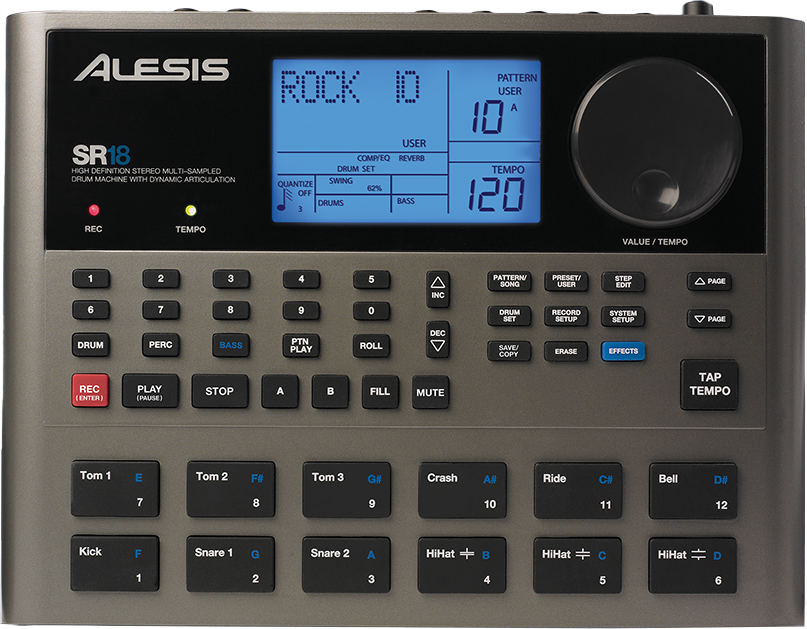 ALESIS
SR18
HIGH DEFINITION STEREO MULTI-SAMPLED
DRUM MACHINE WITH DYNAMIC ARTICULATION
REC
TEMPO
ROCK 10
PATTERN
USER
10 A
USER
COMP/EQ REVERB
DRUM SET
QUANTIZE
OFF
3
SWING
62%
DRUMS
BASS
TEMPO
120
VALUE / TEMPO
1 2 3 4 5
6 7 8 9 0
INC
DEC
DRUM PERC BASS PTN PLAY ROLL
PATTERN/
SONG
PRESET/
USER
STEP
EDIT
PAGE
DRUM
SET
RECORD
SETUP
SYSTEM
SETUP
PAGE
SAVE/
COPY
ERASE
EFFECTS
REC
(ENTER)
PLAY
(PAUSE)
STOP
A
B
FILL
MUTE
TAP
TEMPO
Tom 1 E
7
Tom 2 F#
8
Tom 3 G#
9
Crash A#
10
Ride C#
11
Bell D#
12
Kick F
1
Snare 1 G
2
Snare 2 A
3
HiHat B
4
HiHat C
5
HiHat D
6